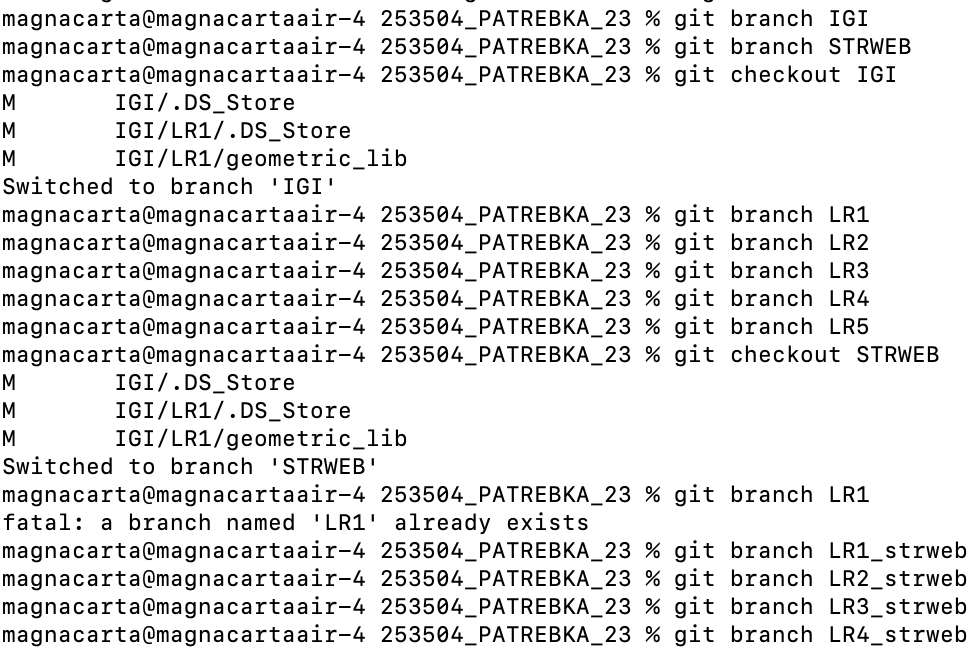 magnacarta@magnacartaair-4 253504_PATREBKA_23 % git branch IGI
magnacarta@magnacartaair-4 253504_PATREBKA_23 % git branch STRWEB
magnacarta@magnacartaair-4 253504_PATREBKA_23 % git checkout IGI
M       IGI/.DS_Store
M       IGI/LR1/.DS_Store
M       IGI/LR1/geometric_lib
Switched to branch 'IGI'
magnacarta@magnacartaair-4 253504_PATREBKA_23 % git branch LR1
magnacarta@magnacartaair-4 253504_PATREBKA_23 % git branch LR2
magnacarta@magnacartaair-4 253504_PATREBKA_23 % git branch LR3
magnacarta@magnacartaair-4 253504_PATREBKA_23 % git branch LR4
magnacarta@magnacartaair-4 253504_PATREBKA_23 % git branch LR5
magnacarta@magnacartaair-4 253504_PATREBKA_23 % git checkout STRWEB
M       IGI/.DS_Store
M       IGI/LR1/.DS_Store
M       IGI/LR1/geometric_lib
Switched to branch 'STRWEB'
magnacarta@magnacartaair-4 253504_PATREBKA_23 % git branch LR1
fatal: a branch named 'LR1' already exists
magnacarta@magnacartaair-4 253504_PATREBKA_23 % git branch LR1_strweb
magnacarta@magnacartaair-4 253504_PATREBKA_23 % git branch LR2_strweb
magnacarta@magnacartaair-4 253504_PATREBKA_23 % git branch LR3_strweb
magnacarta@magnacartaair-4 253504_PATREBKA_23 % git branch LR4_strweb